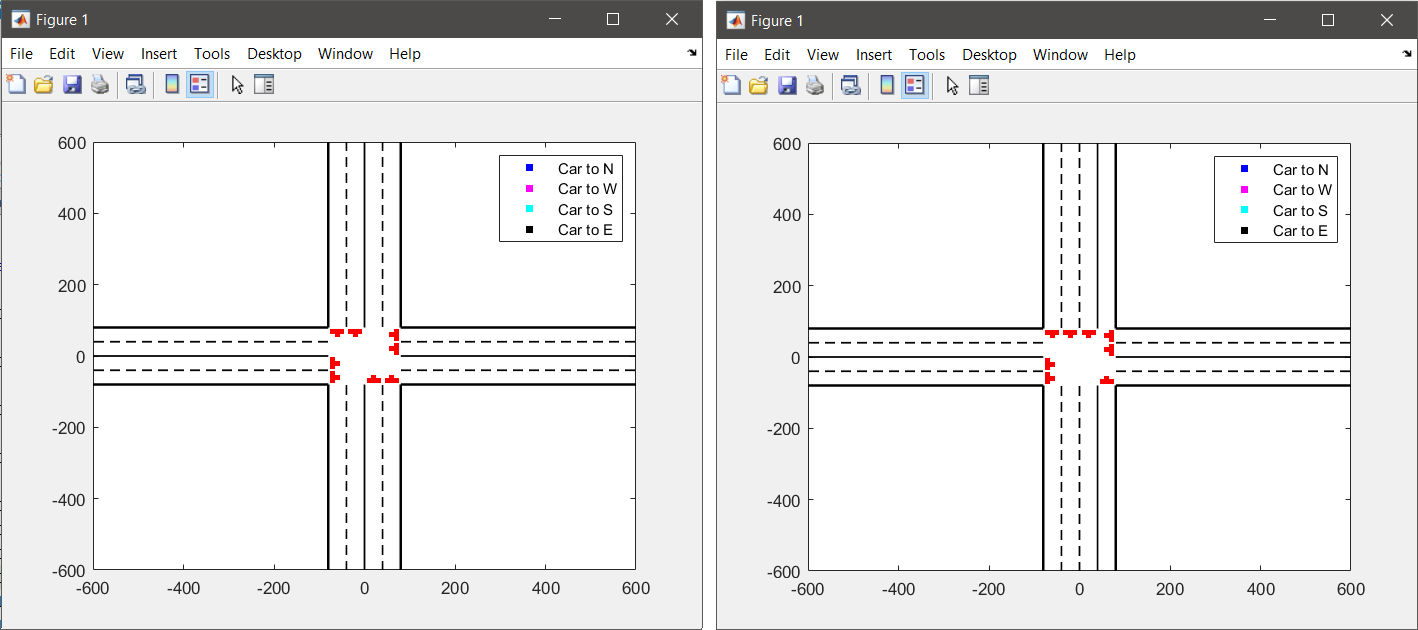 Figure 1
File Edit View Insert Tools Desktop Window Help
600
400
200
0
-200
-400
-600
-600 -400 -200 0 200 400 600
Car to N
Car to W
Car to S
Car to E
Figure 1
File Edit View Insert Tools Desktop Window Help
600
400
200
0
-200
-400
-600
-600 -400 -200 0 200 400 600
Car to N
Car to W
Car to S
Car to E